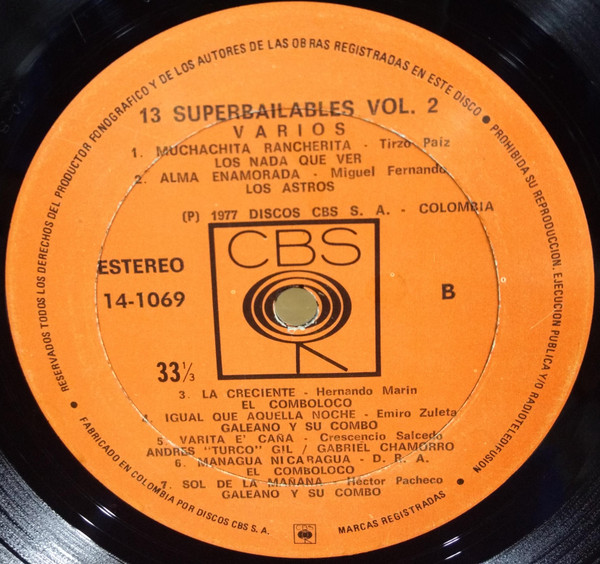 RESERVADOS TODOS LOS DERECHOS DEL PRODUCTOR FONOGRAFICO Y DE LOS AUTORES DE LAS OBRAS REGISTRADAS EN ESTE DISCO • PROHIBIDA SU REPRODUCCION, EJECUCION PUBLICA Y/O RADIOTELEDIFUSION •
13 SUPERBAILABLES VOL. 2
VARIOS
1. MUCHACHITA RANCHERITA - Tirzo Paiz
LOS NADA QUE VER
2. ALMA ENAMORADA - Miguel Fernando
LOS ASTROS
(P) 1977 DISCOS CBS S. A. - COLOMBIA
CBS
ESTEREO
14-1069
B
33 1/3
3. LA CRECIENTE - Hernando Marin
EL COMBOLOCO
4. IGUAL QUE AQUELLA NOCHE - Emiro Zuleta
GALEANO Y SU COMBO
5. VARITA E' CAÑA - Crescencio Salcedo
ANDRES "TURCO" GIL / GABRIEL CHAMORRO
6. MANAGUA NICARAGUA - D. R. A.
EL COMBOLOCO
7. SOL DE LA MAÑANA - Héctor Pacheco
GALEANO Y SU COMBO
• FABRICADO EN COLOMBIA POR DISCOS CBS S. A.
CBS
MARCAS REGISTRADAS •